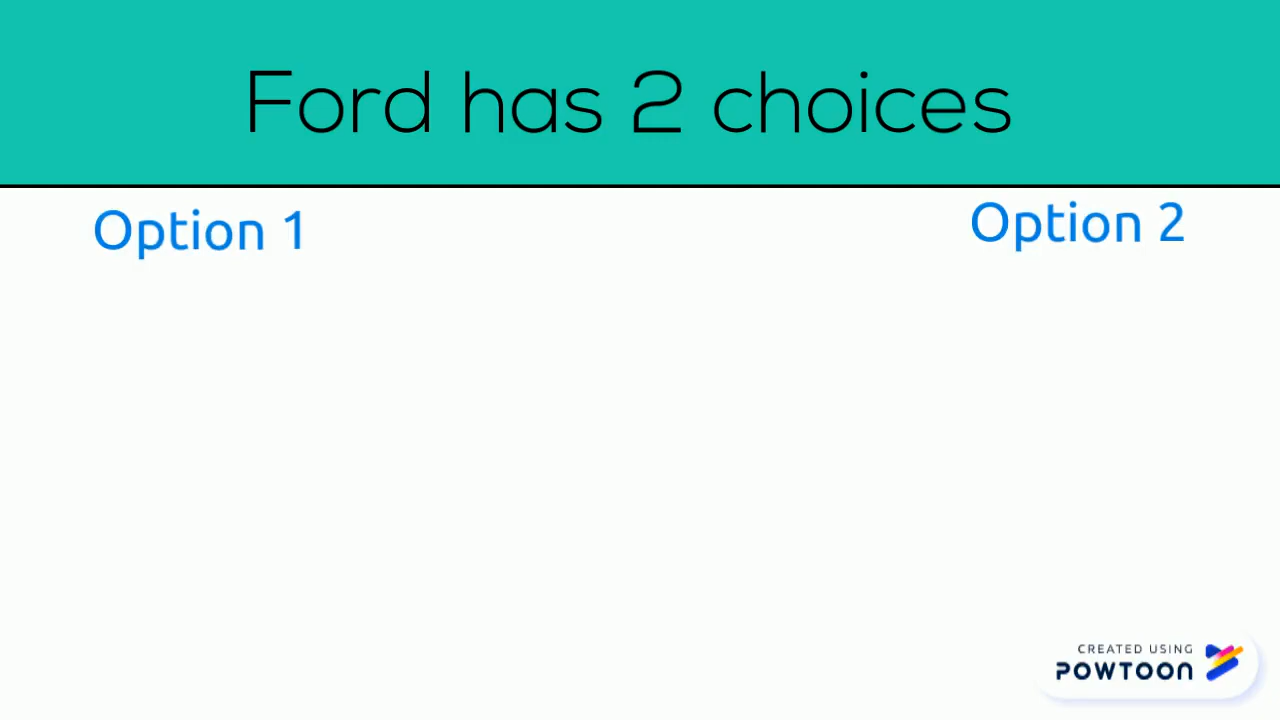 Ford has 2 choices
Option 1
Option 2
CREATED USING
POWTOON